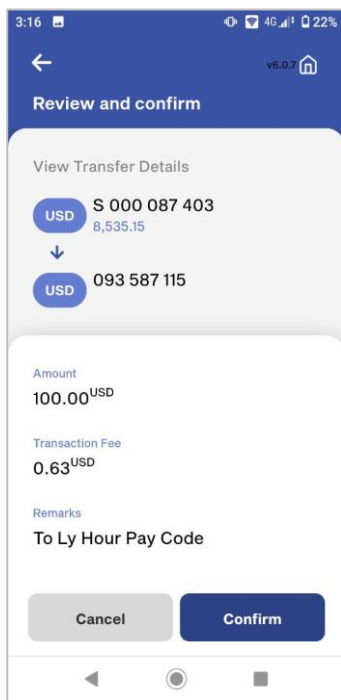 3:16 4G 22%
v6.0.7
Review and confirm
View Transfer Details
USD S 000 087 403
8,535.15
USD 093 587 115
Amount
100.00USD
Transaction Fee
0.63USD
Remarks
To Ly Hour Pay Code
Cancel Confirm